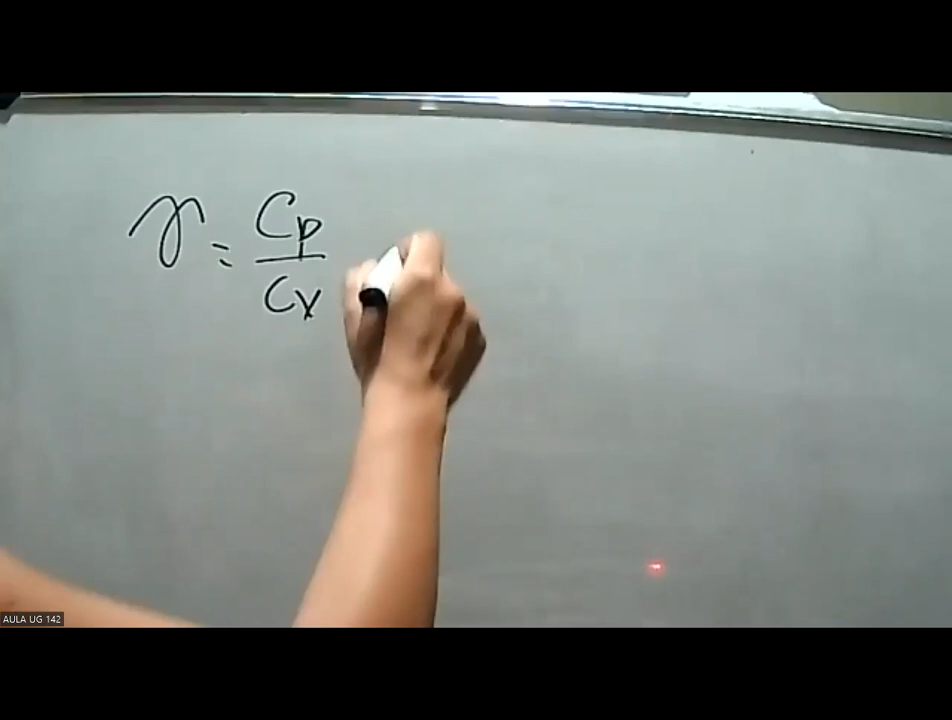 γ = Cp/Cv
AULA UG 142